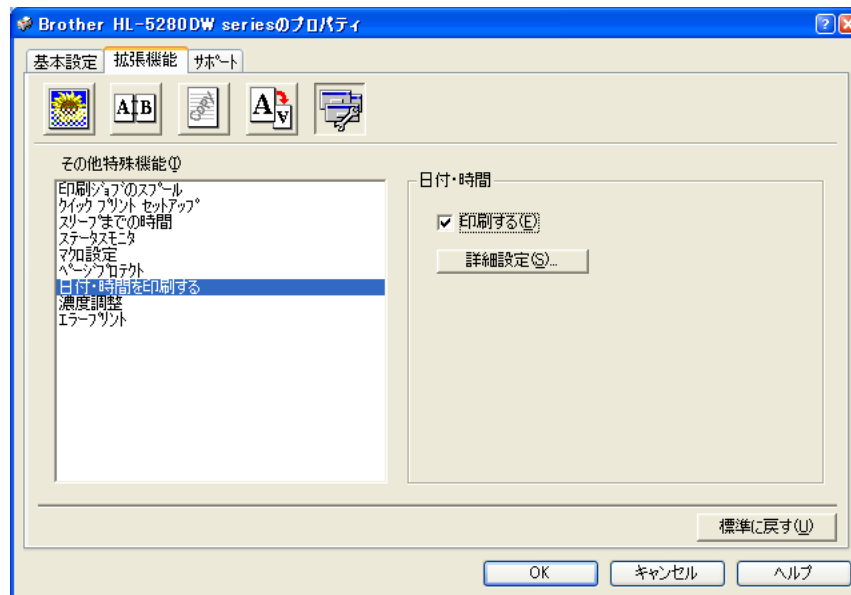 Brother HL-5280DW seriesのプロパティ
基本設定 拡張機能 サポート
A B
A A
その他特殊機能(I)
印刷ジョブのスプール
クイック プリント セットアップ
スリープまでの時間
ステータスモニタ
マクロ設定
ページプロテクト
日付・時間を印刷する
濃度調整
エラープリント
日付・時間
印刷する(E)
詳細設定(S)...
標準に戻す(U)
OK キャンセル ヘルプ